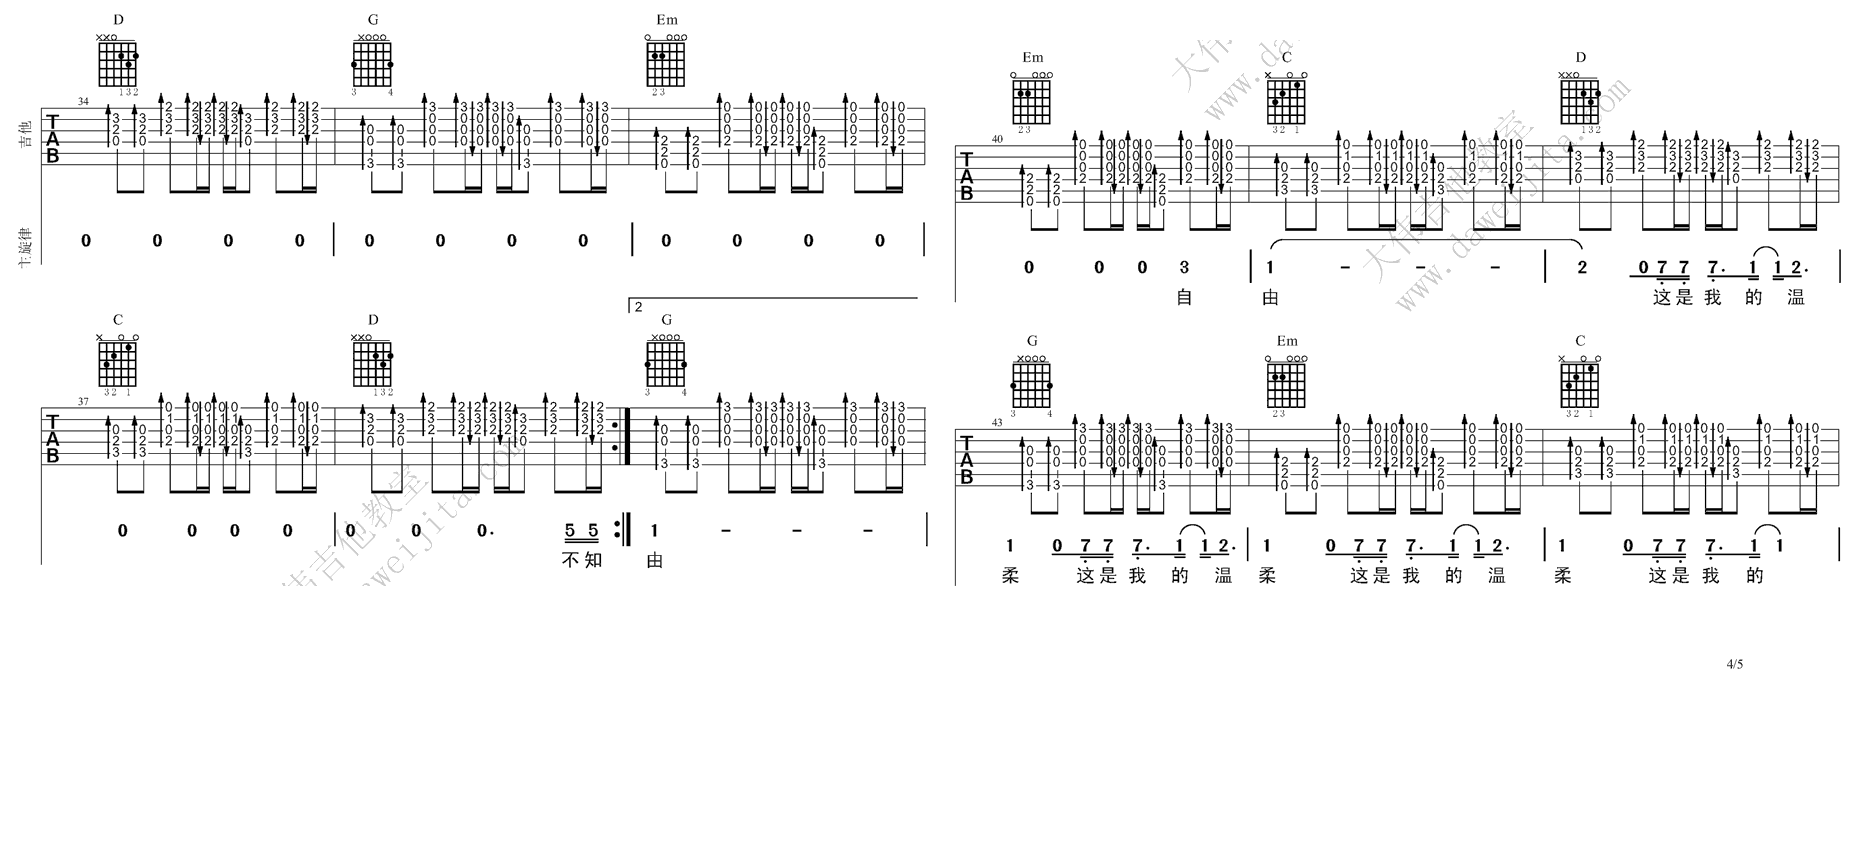 D G Em
34
吉他
TAB
主旋律
0 0 0 0 0 0 0 0 0 0 0 0
C D 2 G
37
TAB
0 0 0 0 0 0 0. 5 5 1 - - -
不知 由
Em C D
40
TAB
0 0 0 3 1 - - - 2 0 7 7 7. 1 1 2.
自 由 这是我的温
G Em C
43
TAB
1 0 7 7 7. 1 1 2. 1 0 7 7 7. 1 1 2. 1 0 7 7 7. 1 1
柔 这是我的温 柔 这是我的温 柔 这是我的
大伟吉他教室
www.daweijita.com
4/5